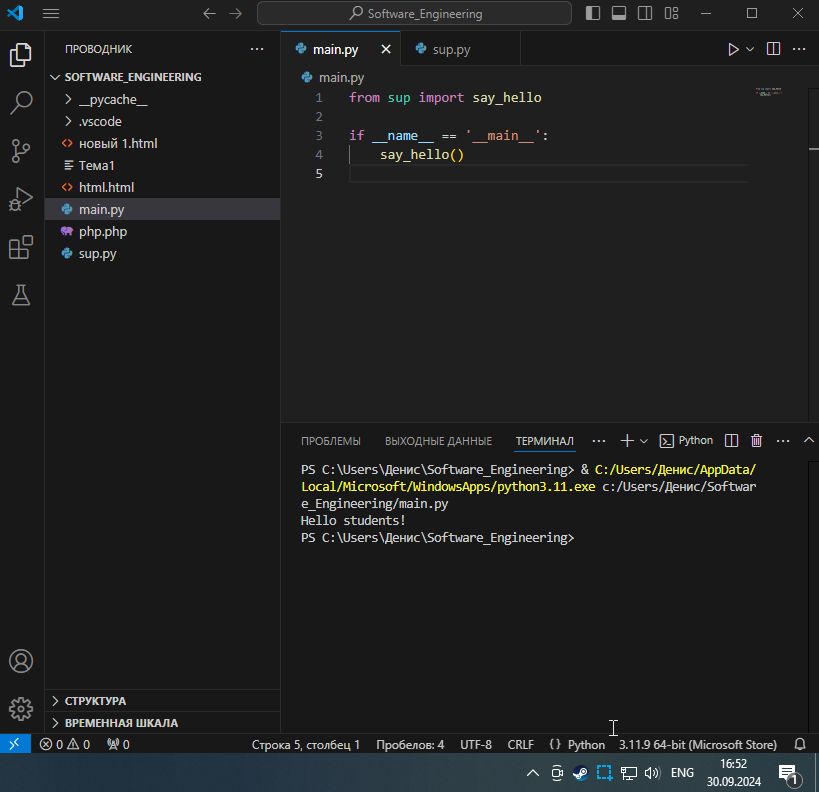 Software_Engineering
ПРОВОДНИК
SOFTWARE_ENGINEERING
__pycache__
.vscode
новый 1.html
Тема1
html.html
main.py
php.php
sup.py
СТРУКТУРА
ВРЕМЕННАЯ ШКАЛА
main.py
sup.py
main.py
1 from sup import say_hello
2
3 if __name__ == '__main__':
4 say_hello()
5
ПРОБЛЕМЫ ВЫХОДНЫЕ ДАННЫЕ ТЕРМИНАЛ Python
PS C:\Users\Денис\Software_Engineering> & C:/Users/Денис/AppData/
Local/Microsoft/WindowsApps/python3.11.exe c:/Users/Денис/Softwar
e_Engineering/main.py
Hello students!
PS C:\Users\Денис\Software_Engineering>
0 0 0 Строка 5, столбец 1 Пробелов: 4 UTF-8 CRLF {} Python 3.11.9 64-bit (Microsoft Store)
ENG
16:52
30.09.2024
1